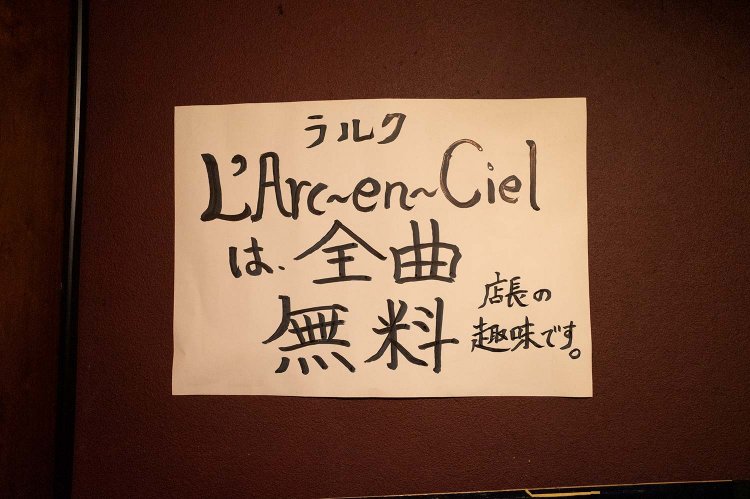 ラルク
L'Arc~en~Ciel
は、全曲
無料
店長の
趣味です。